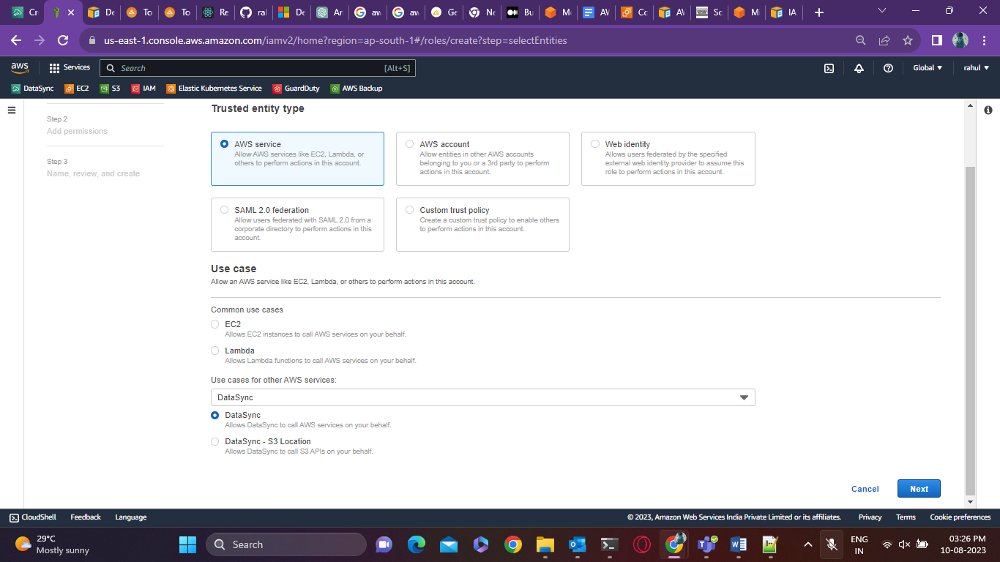 Cr
De
To
To
Re
ral
De
Ar
aw
aw
Ge
Ne
Bu
Mo
AV
Co
AV
Sc
M
IA
us-east-1.console.aws.amazon.com/iamv2/home?region=ap-south-1#/roles/create?step=selectEntities
aws
Services
Search
[Alt+S]
Global
rahul
DataSync
EC2
S3
IAM
Elastic Kubernetes Service
GuardDuty
AWS Backup
Step 2
Add permissions
Step 3
Name, review, and create
Trusted entity type
AWS service
Allow AWS services like EC2, Lambda, or
others to perform actions in this account.
AWS account
Allow entities in other AWS accounts
belonging to you or a 3rd party to perform
actions in this account.
Web identity
Allows users federated by the specified
external web identity provider to assume this
role to perform actions in this account.
SAML 2.0 federation
Allow users federated with SAML 2.0 from a
corporate directory to perform actions in this
account.
Custom trust policy
Create a custom trust policy to enable others
to perform actions in this account.
Use case
Allow an AWS service like EC2, Lambda, or others to perform actions in this account.
Common use cases
EC2
Allows EC2 instances to call AWS services on your behalf.
Lambda
Allows Lambda functions to call AWS services on your behalf.
Use cases for other AWS services:
DataSync
DataSync
Allows DataSync to call AWS services on your behalf.
DataSync - S3 Location
Allows DataSync to call S3 APIs on your behalf.
Cancel
Next
CloudShell
Feedback
Language
© 2023, Amazon Web Services India Private Limited or its affiliates.
Privacy
Terms
Cookie preferences
29°C
Mostly sunny
Search
ENG
IN
03:26 PM
10-08-2023